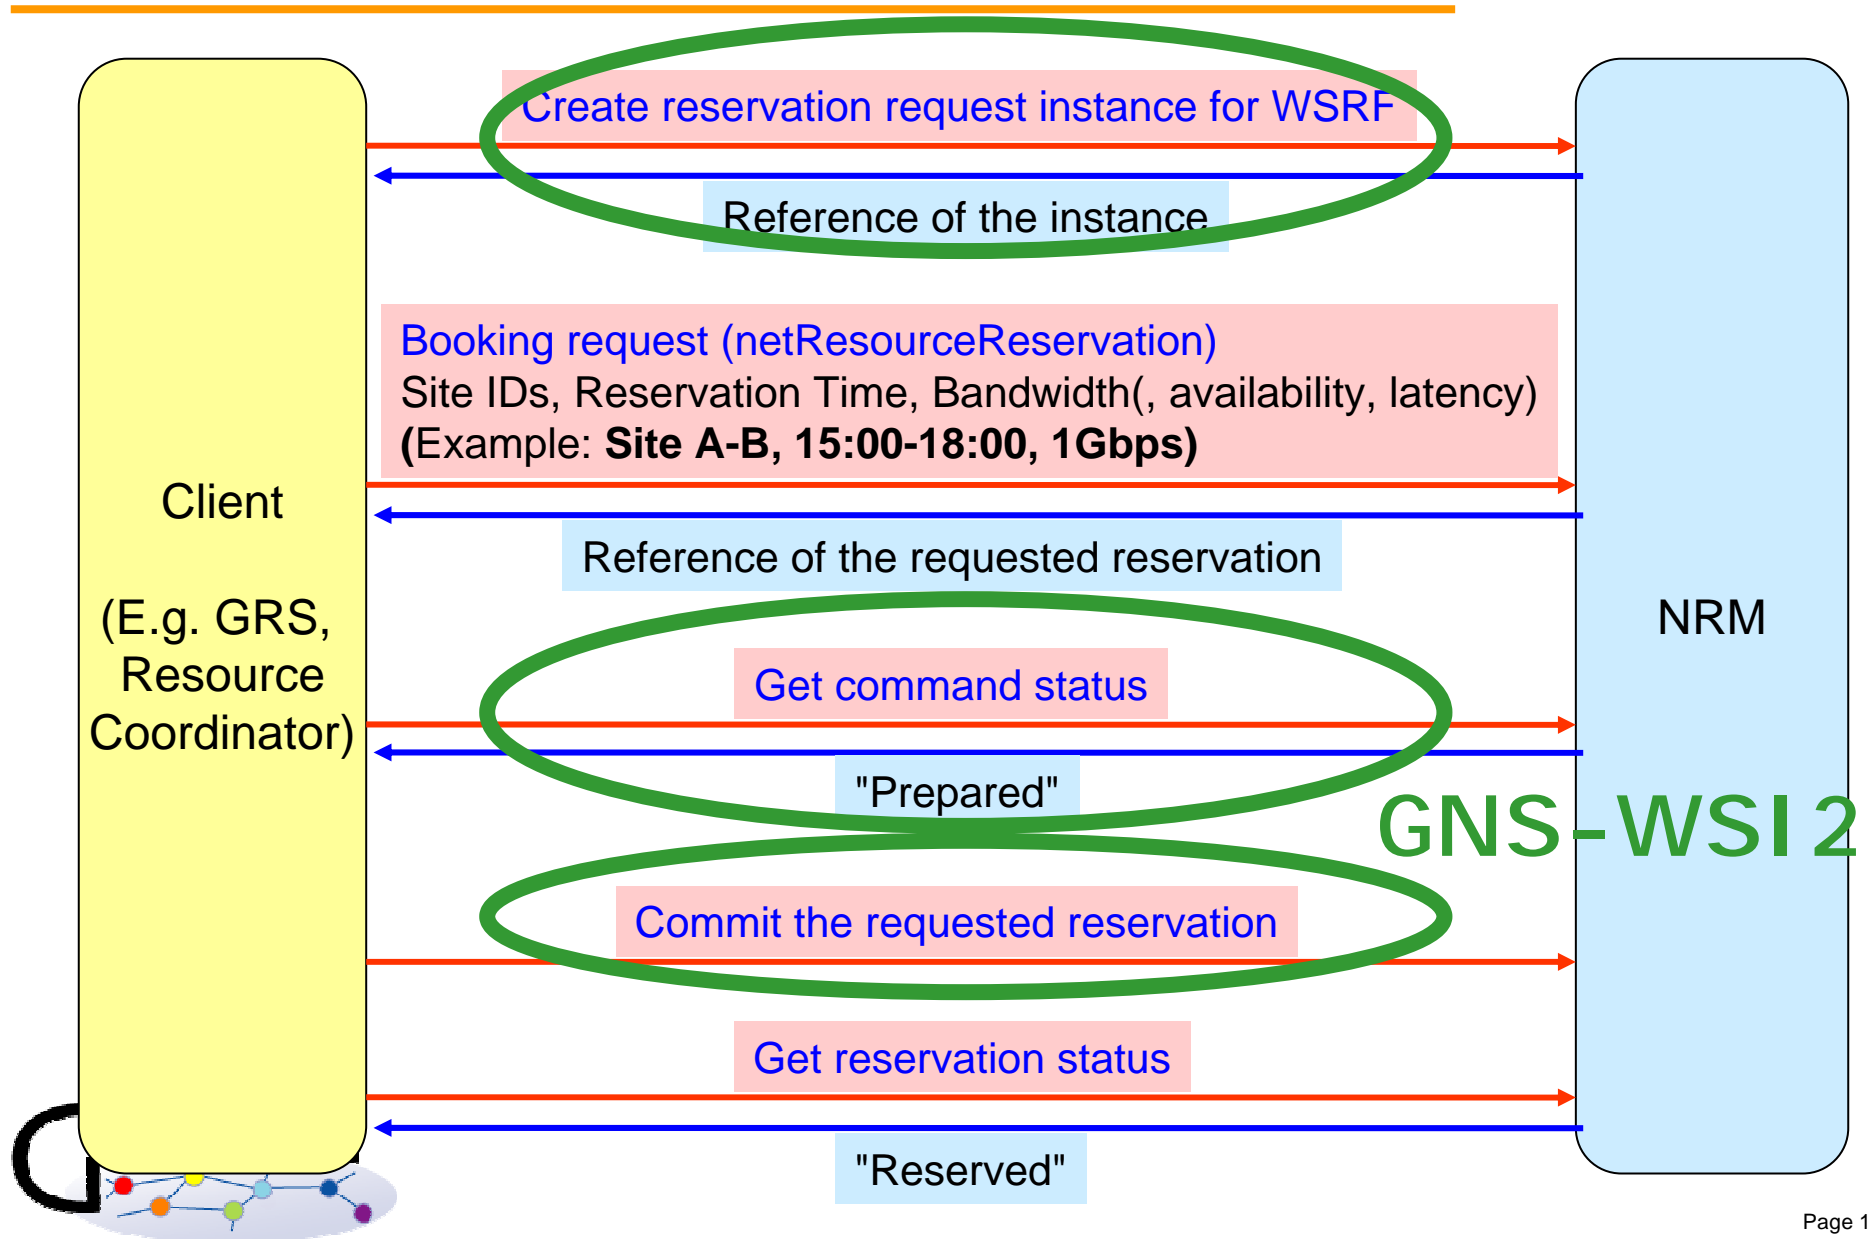 Create reservation request instance for WSRF
Reference of the instance
Booking request (netResourceReservation)
Site IDs, Reservation Time, Bandwidth(, availability, latency)
(Example: Site A-B, 15:00-18:00, 1Gbps)
Client
(E.g. GRS,
Resource
Coordinator)
Reference of the requested reservation
NRM
Get command status
"Prepared"
GNS-WSI2
Commit the requested reservation
Get reservation status
"Reserved"
Page 1